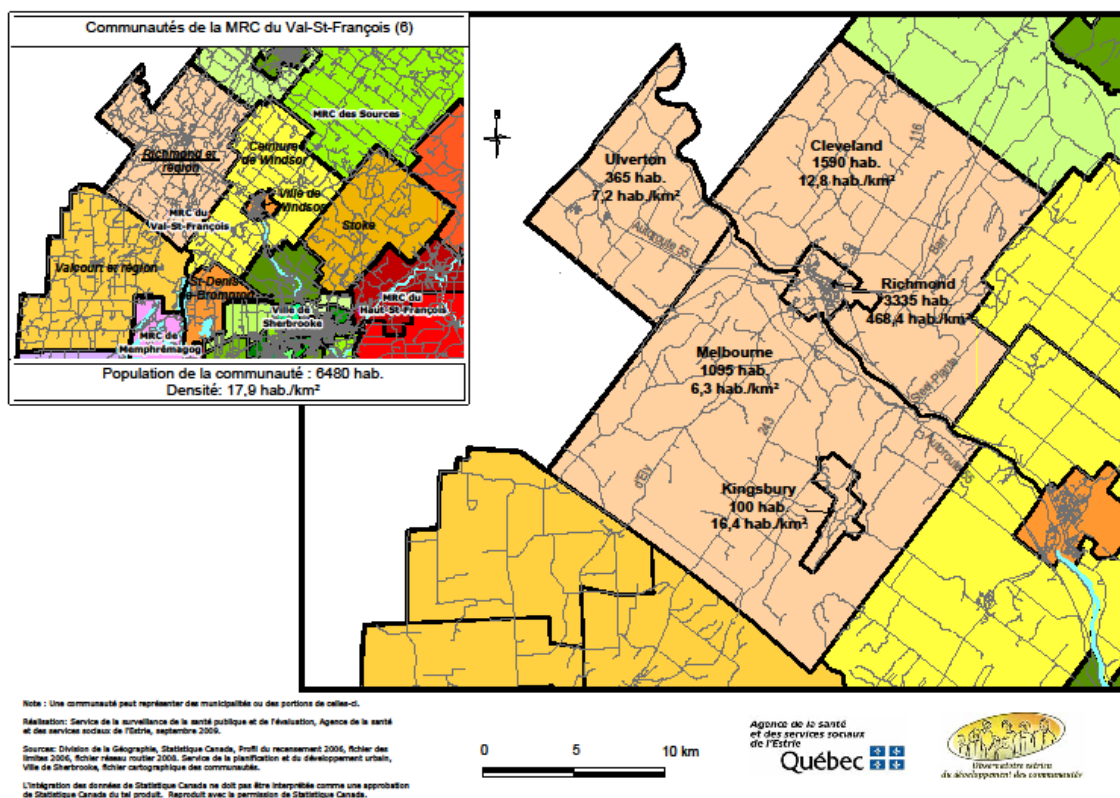 Communautés de la MRC du Val-St-François (6)
MRC des Sources
Richmond et
région
Ceinture
de Windsor
Ville de
Windsor
MRC du
Val-St-François
Stoke
Valcourt et région
St-Denis
de-Brompton
MRC du
Haut-St-François
Ville de
Sherbrooke
MRC de
Memphrémagog
Population de la communauté : 6480 hab.
Densité: 17,9 hab./km²
N
Ulverton
365 hab.
7,2 hab./km²
Cleveland
1590 hab.
12,8 hab./km²
116
Autoroute 55
Richmond
3335 hab.
468,4 hab./km²
Melbourne
1095 hab.
6,3 hab./km²
243
d'Ely
Autoroute 55
Kingsbury
100 hab.
16,4 hab./km²
Note : Une communauté peut représenter des municipalités ou des portions de celles-ci.
Réalisation: Service de la surveillance de la santé publique et de l'évaluation, Agence de la santé
et des services sociaux de l'Estrie, septembre 2009.
Sources: Division de la Géographie, Statistique Canada, Profil du recensement 2006, fichier des
limites 2006, fichier réseau routier 2008. Service de la planification et du développement urbain,
Ville de Sherbrooke, fichier cartographique des communautés.
L'intégration des données de Statistique Canada ne doit pas être interprétée comme une approbation
de Statistique Canada du tel produit. Reproduit avec la permission de Statistique Canada.
0 5 10 km
Agence de la santé
et des services sociaux
de l'Estrie
Québec
Observatoire estrien
du développement des communautés